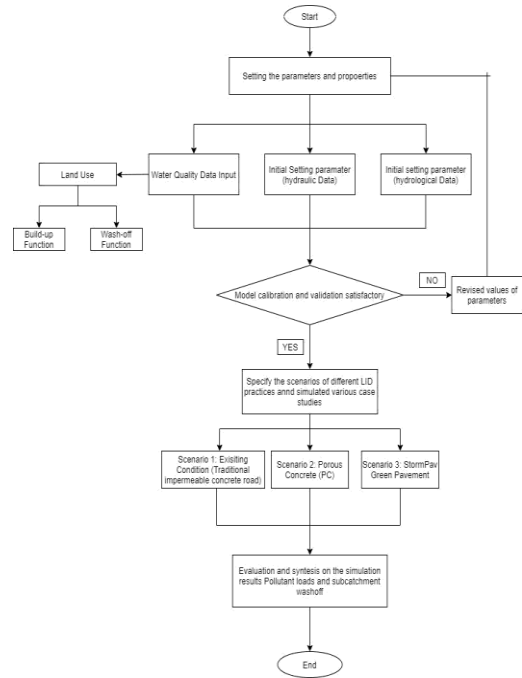 Start
Setting the parameters and propoerties
Land Use
Water Quality Data Input
Initial Setting paramater
(hydraulic Data)
Initial setting parameter
(hydrological Data)
Build-up
Function
Wash-off
Function
Model calibration and validation satisfactory
NO
Revised values of
parameters
YES
Specify the scenarios of different LID
practices annd simulated various case
studies
Scenario 1: Exisiting
Condition (Traditional
impermeable concrete road)
Scenario 2: Porous
Concrete (PC)
Scenario 3: StormPav
Green Pavement
Evaluation and syntesis on the simulation
results Pollutant loads and subcatchment
washoff
End